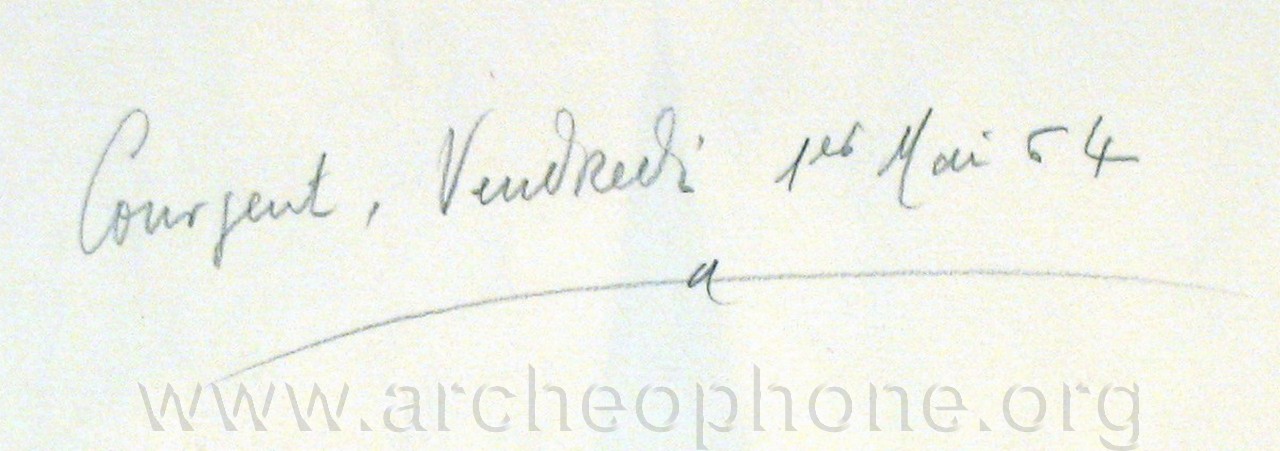 Courgent, Vendredi 1er Mai 54
a
www.archeophone.org